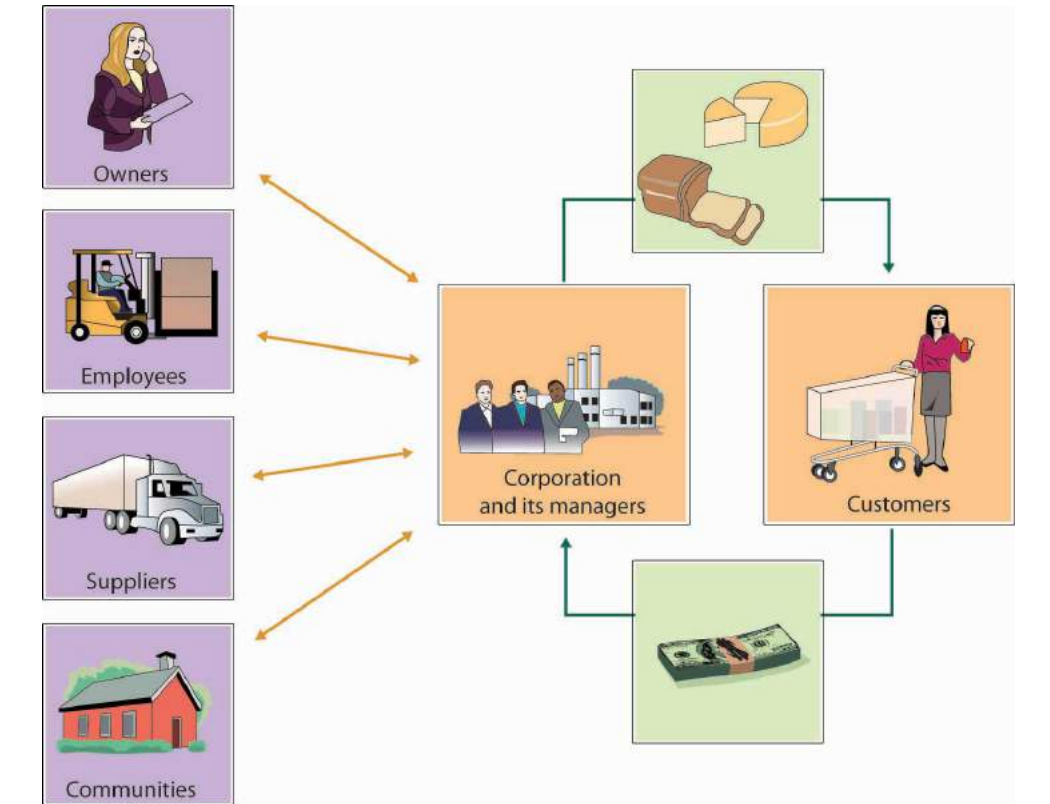 Owners
Employees
Suppliers
Communities
Corporation
and its managers
Customers